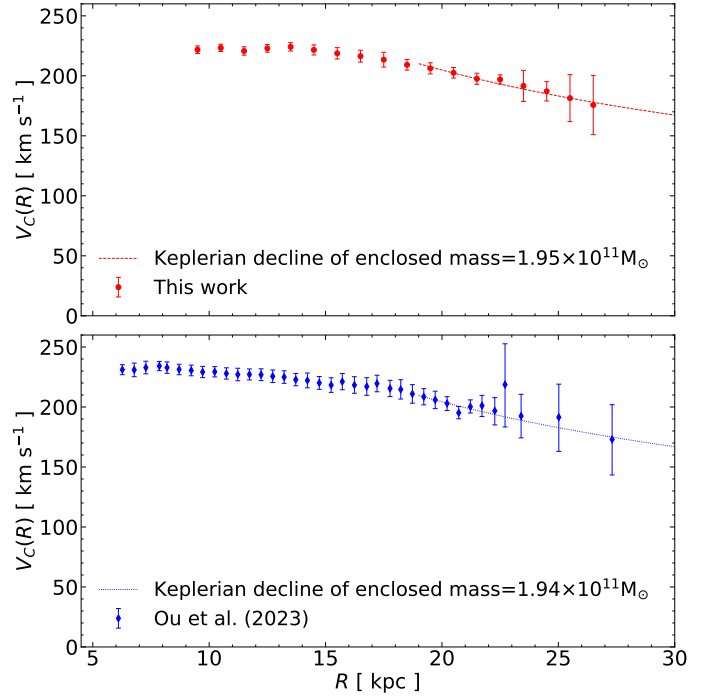 250
200
150
100
50
0
V_C(R) [ km s⁻¹ ]
Keplerian decline of enclosed mass=1.95×10¹¹M☉
This work
250
200
150
100
50
0
V_C(R) [ km s⁻¹ ]
Keplerian decline of enclosed mass=1.94×10¹¹M☉
Ou et al. (2023)
5 10 15 20 25 30
R [ kpc ]